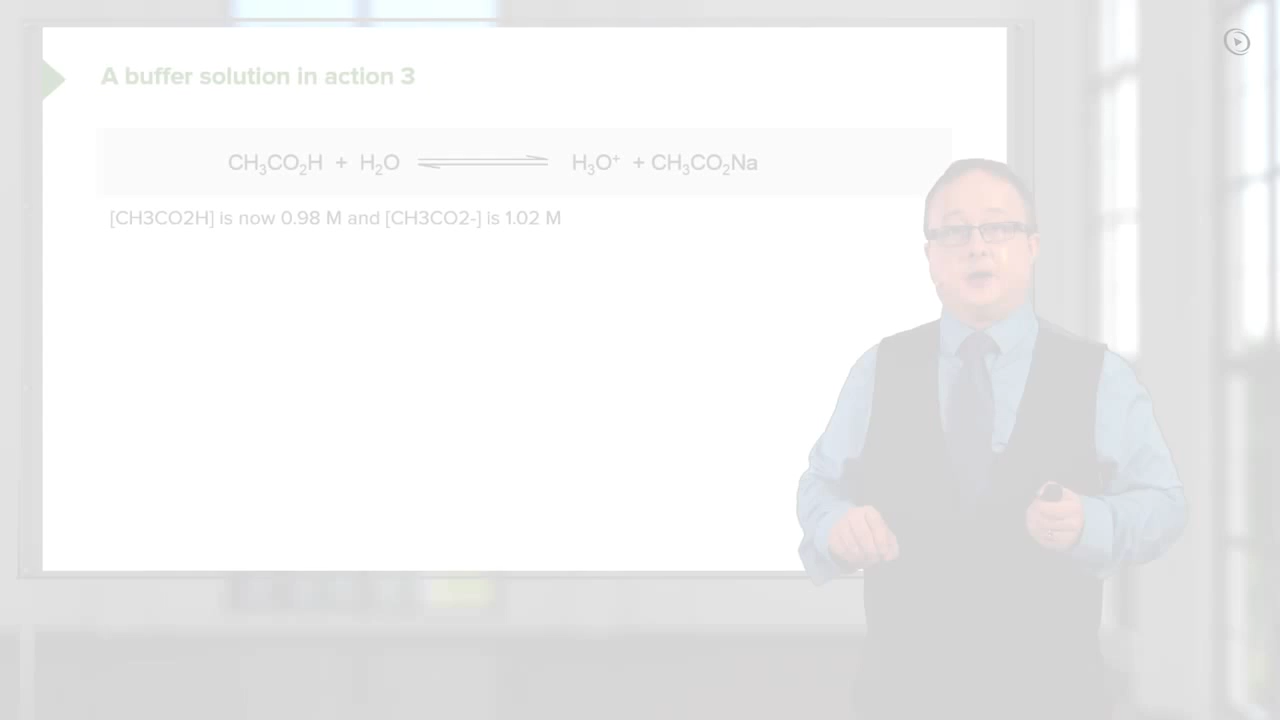 A buffer solution in action 3
CH₃CO₂H + H₂O ⇌ H₃O⁺ + CH₃CO₂Na
[CH3CO2H] is now 0.98 M and [CH3CO2-] is 1.02 M